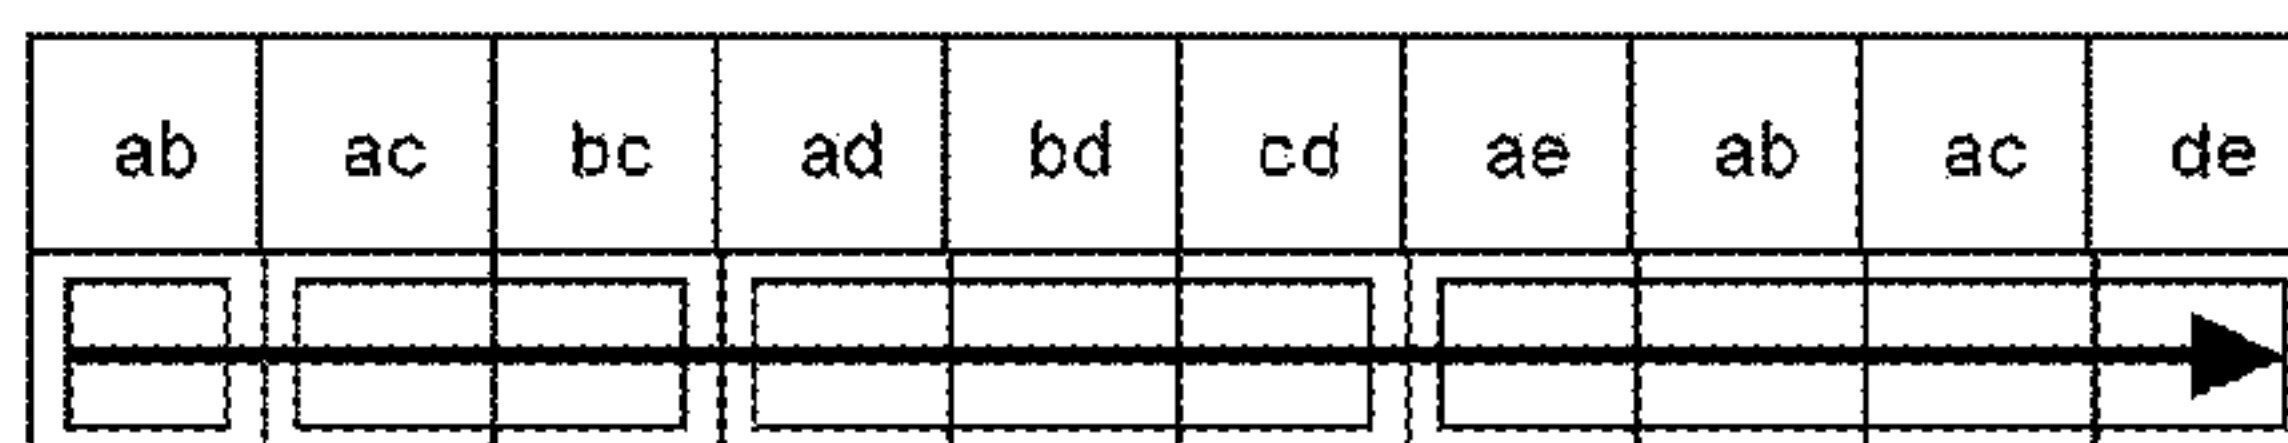 ab ac bc ad bd cd ae ab ac de